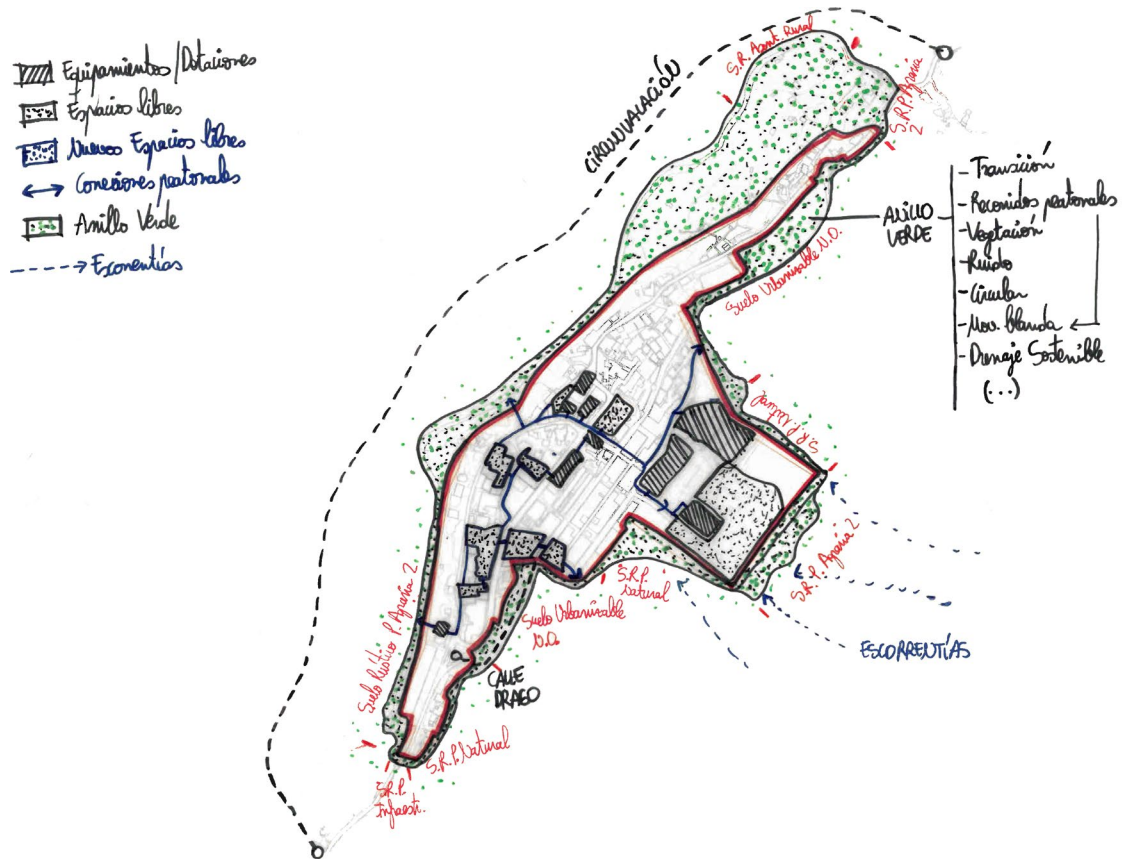 Equipamientos/Dotaciones
Espacios libres
Nuevos Espacios libres
Conexiones peatonales
Anillo Verde
Escorrentías
CIRCUNVALACIÓN
S.R. Asent. Rural
S.R.P. Agraria
2
ANILLO
VERDE
- Transición
- Recorridos peatonales
- Vegetación
- Ruido
- Circular
- Mov. blanda
- Drenaje Sostenible
(...)
Suelo Urbanizable N.O.
S.R.P. Natural
S.R.P. Agraria 2
S.R.P.
Natural
Suelo Urbanizable
N.O.
ESCORRENTÍAS
Suelo Rústico P. Agraria 2
CALLE
DRAGO
S.R.P. Natural
S.R.P.
Infraest.